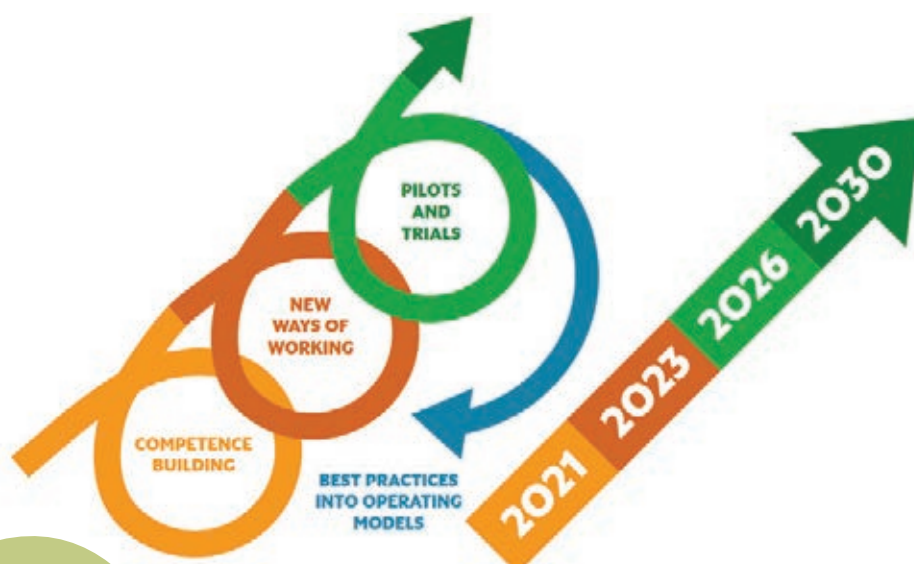 PILOTS
AND
TRIALS
NEW
WAYS OF
WORKING
COMPETENCE
BUILDING
BEST PRACTICES
INTO OPERATING
MODELS
2021
2023
2026
2030